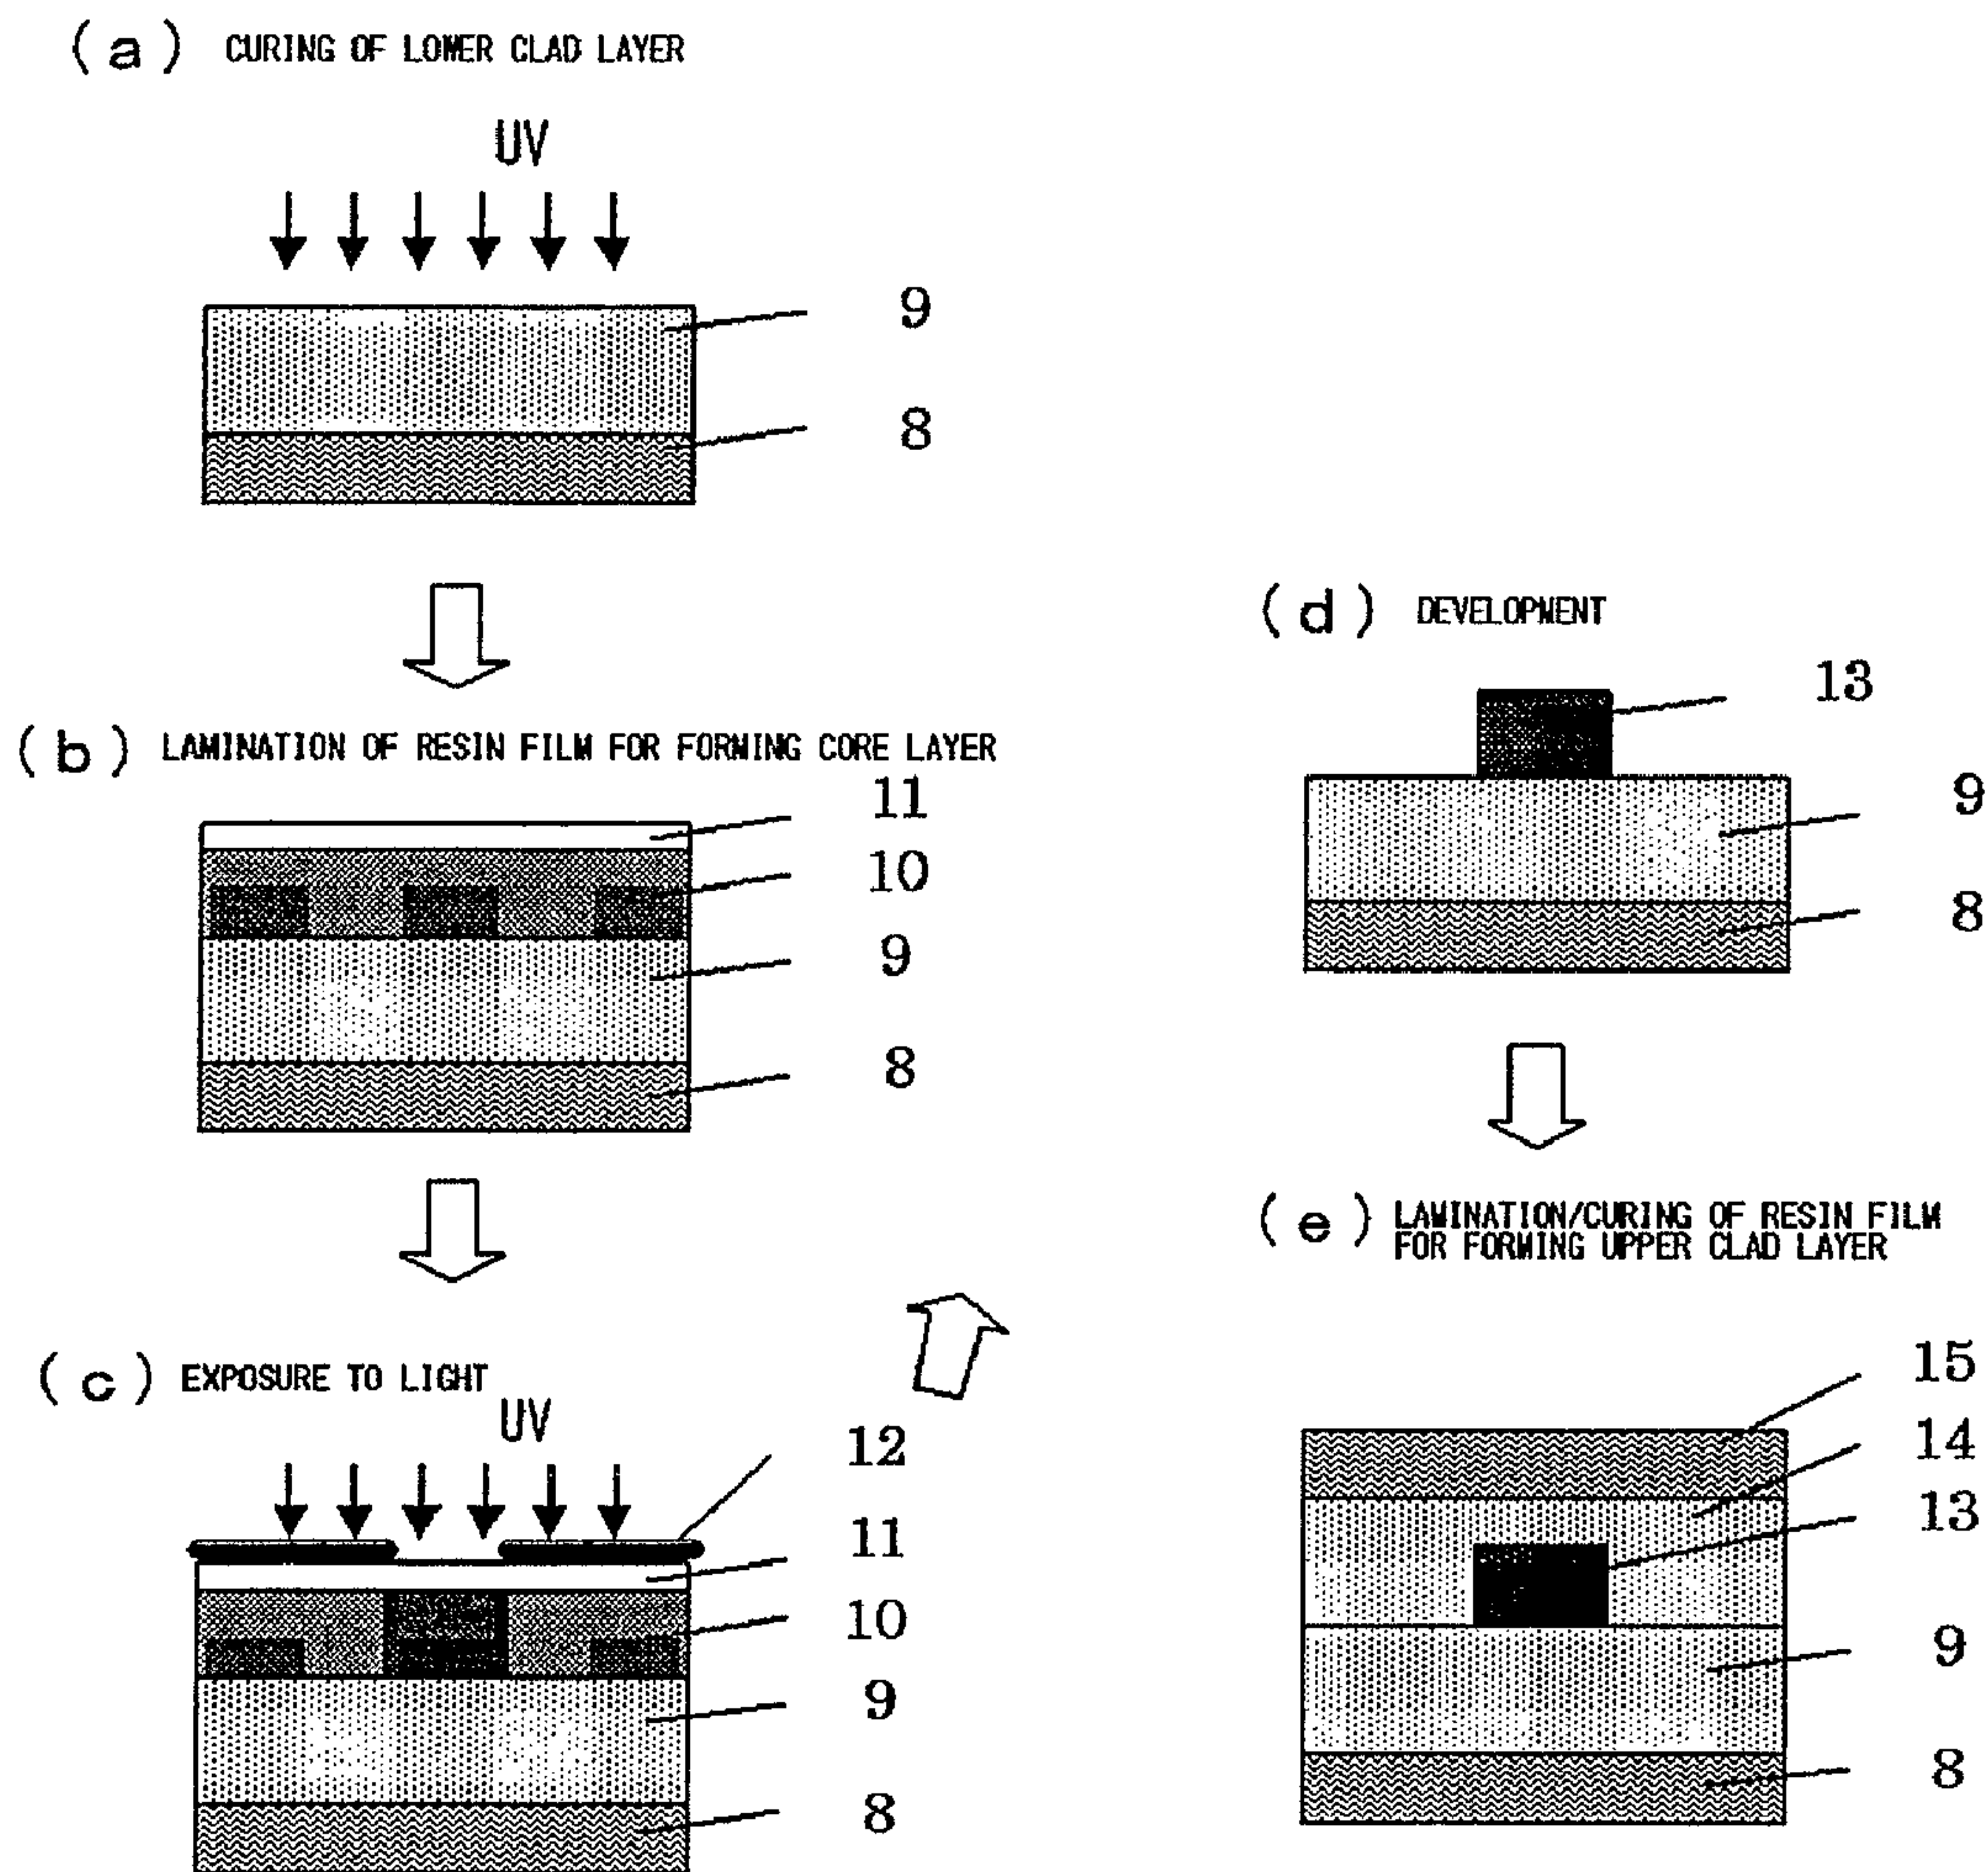 (a) CURING OF LOWER CLAD LAYER
UV
9
8
(b) LAMINATION OF RESIN FILM FOR FORMING CORE LAYER
11
10
9
8
(c) EXPOSURE TO LIGHT
UV
12
11
10
9
8
(d) DEVELOPMENT
13
9
8
(e) LAMINATION/CURING OF RESIN FILM
FOR FORMING UPPER CLAD LAYER
15
14
13
9
8